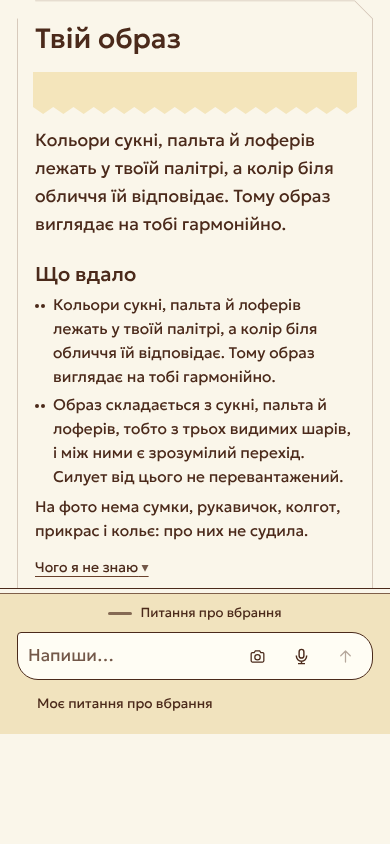 Твій образ
Кольори сукні, пальта й лоферів
лежать у твоїй палітрі, а колір біля
обличчя їй відповідає. Тому образ
виглядає на тобі гармонійно.
Що вдало
•• Кольори сукні, пальта й лоферів
лежать у твоїй палітрі, а колір біля
обличчя їй відповідає. Тому образ
виглядає на тобі гармонійно.
•• Образ складається з сукні, пальта й
лоферів, тобто з трьох видимих шарів,
і між ними є зрозумілий перехід.
Силует від цього не перевантажений.
На фото нема сумки, рукавичок, колгот,
прикрас і кольє: про них не судила.
Чого я не знаю ▾
Питання про вбрання
Напиши...
Моє питання про вбрання